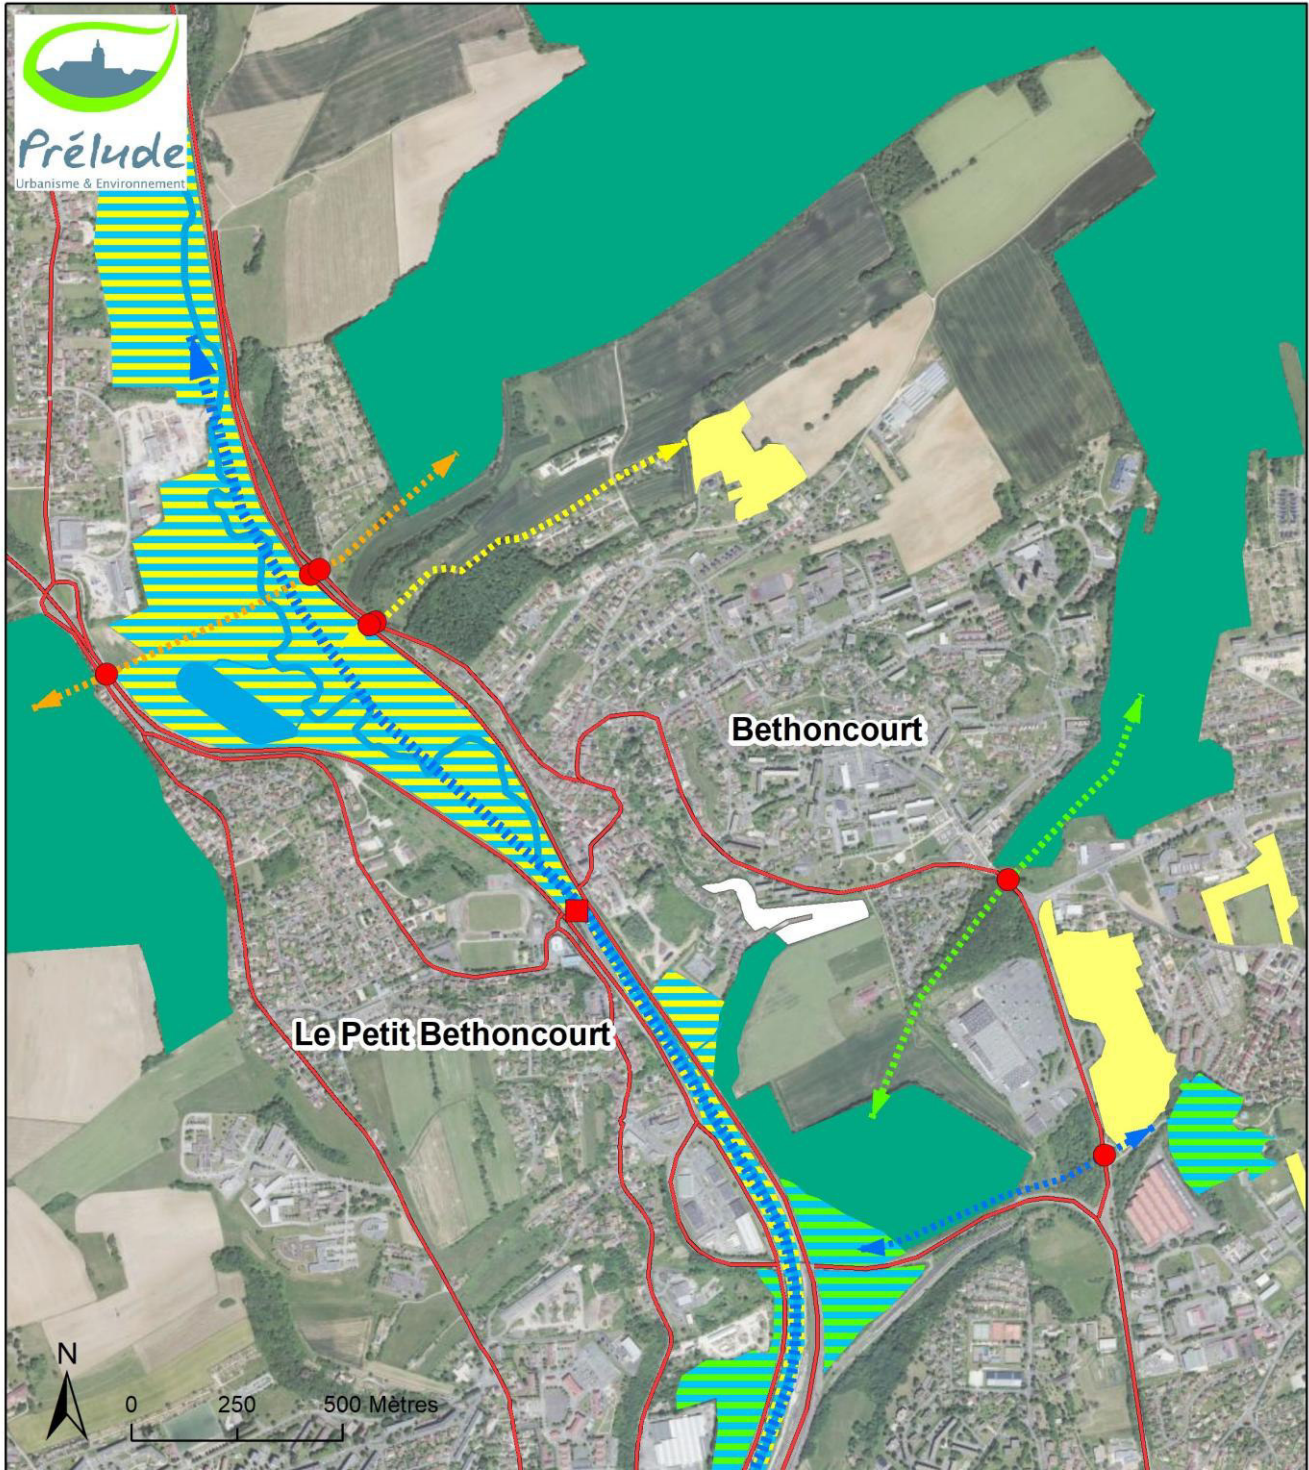 Prélude
Urbanisme & Environnement
Bethoncourt
Le Petit Bethoncourt
N
0 250 500 Mètres